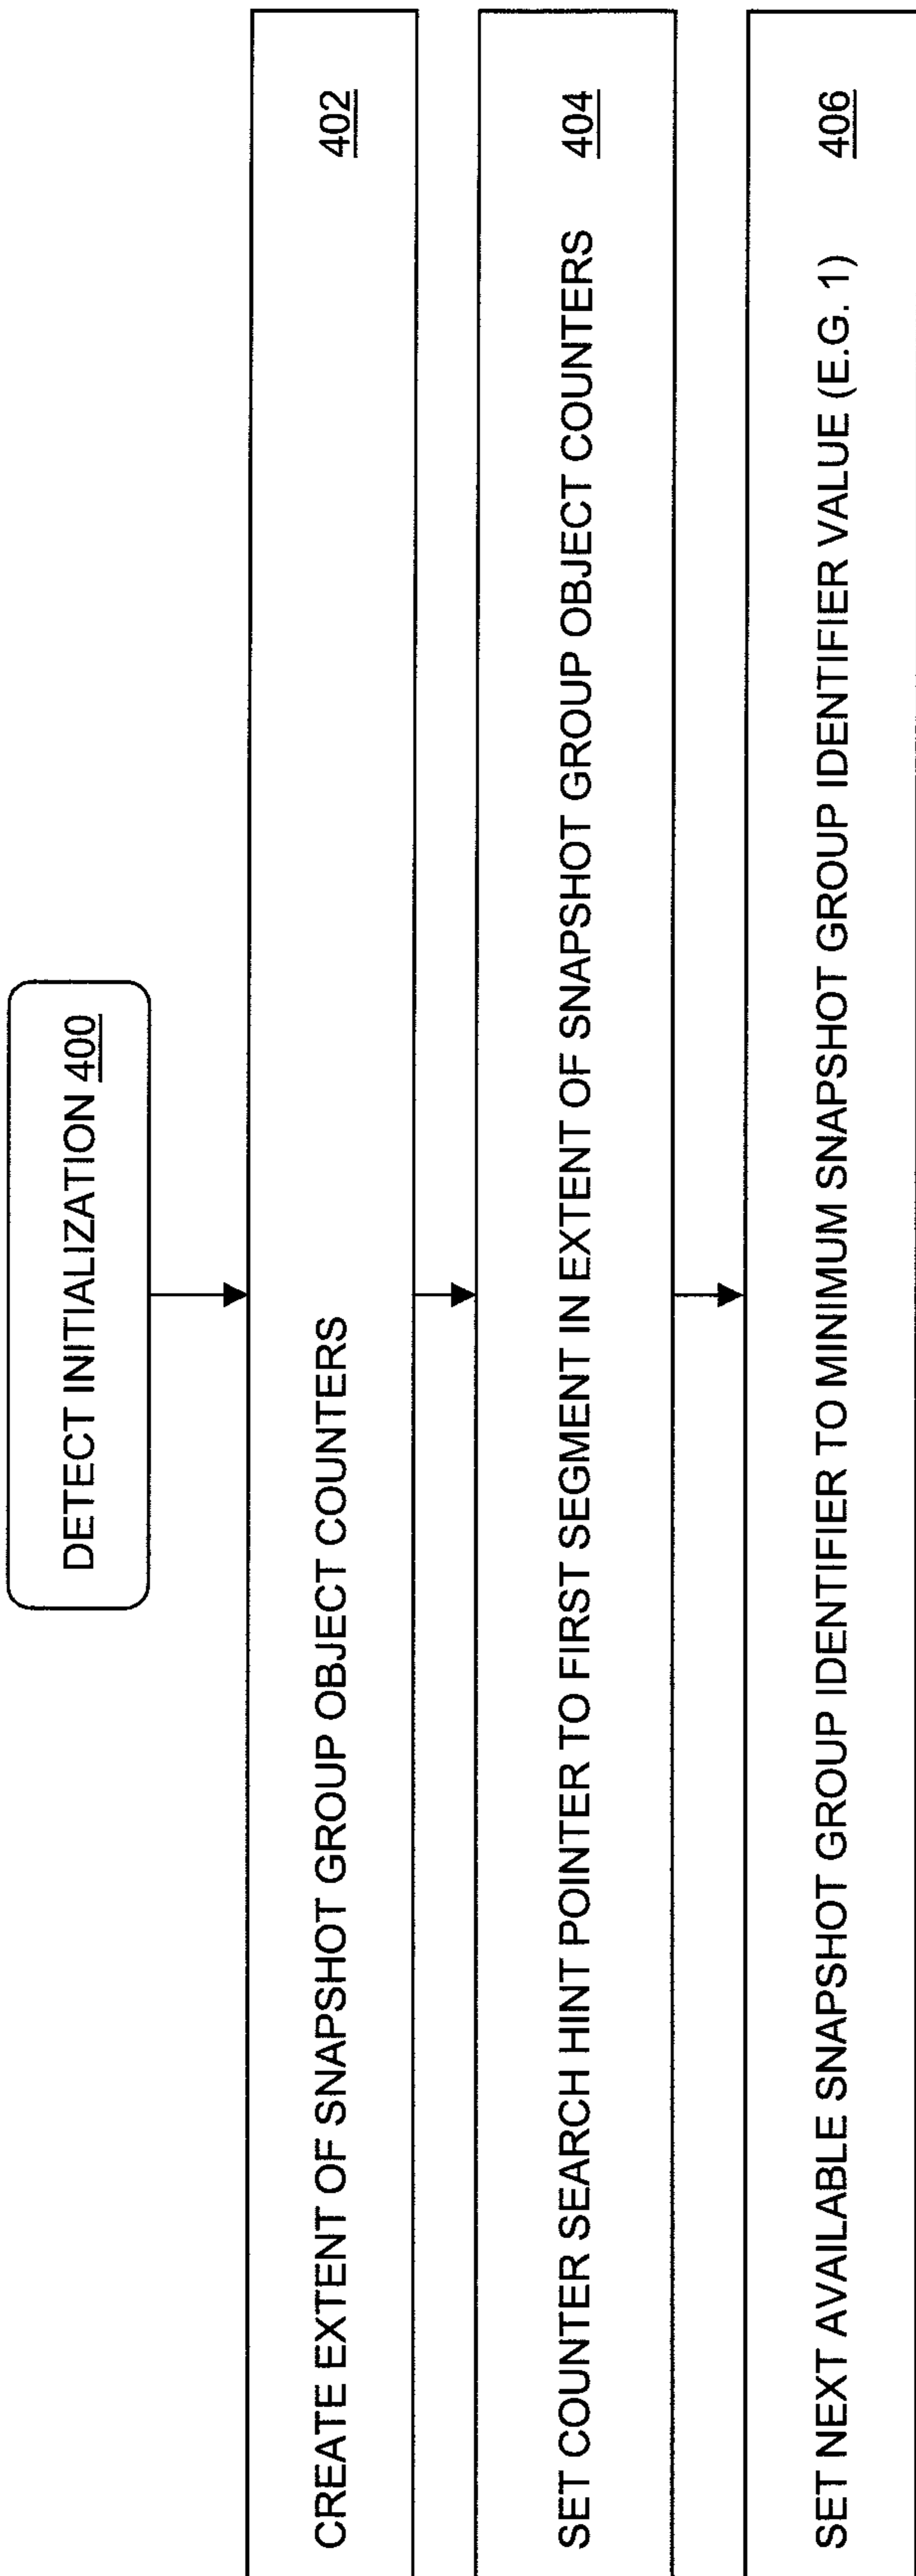 DETECT INITIALIZATION 400
CREATE EXTENT OF SNAPSHOT GROUP OBJECT COUNTERS 402
SET COUNTER SEARCH HINT POINTER TO FIRST SEGMENT IN EXTENT OF SNAPSHOT GROUP OBJECT COUNTERS 404
SET NEXT AVAILABLE SNAPSHOT GROUP IDENTIFIER TO MINIMUM SNAPSHOT GROUP IDENTIFIER VALUE (E.G. 1) 406